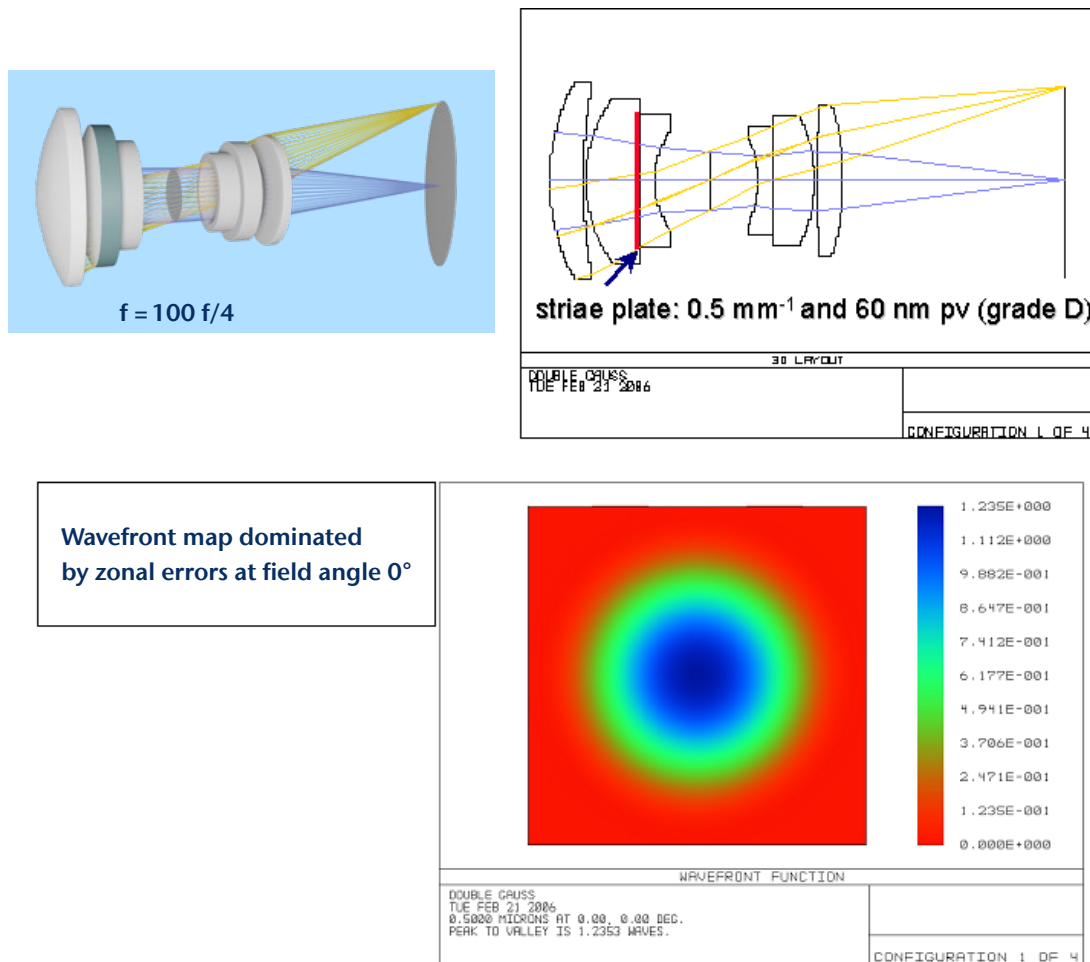 f = 100 f/4
striae plate: 0.5 mm-1 and 60 nm pv (grade D)
3D LAYOUT
DOUBLE GAUSS
TUE FEB 21 2006
CONFIGURATION 1 OF 4
Wavefront map dominated
by zonal errors at field angle 0°
1.235E+000
1.112E+000
9.882E-001
8.647E-001
7.412E-001
6.177E-001
4.941E-001
3.706E-001
2.471E-001
1.235E-001
0.000E+000
WAVEFRONT FUNCTION
DOUBLE GAUSS
TUE FEB 21 2006
0.5000 MICRONS AT 0.00, 0.00 DEG.
PEAK TO VALLEY IS 1.2353 WAVES.
CONFIGURATION 1 OF 4